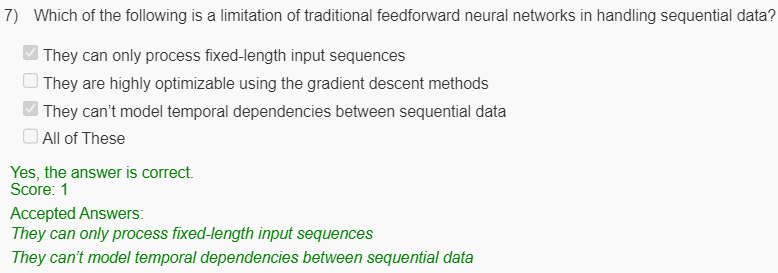 7) Which of the following is a limitation of traditional feedforward neural networks in handling sequential data?
They can only process fixed-length input sequences
They are highly optimizable using the gradient descent methods
They can’t model temporal dependencies between sequential data
All of These
Yes, the answer is correct.
Score: 1
Accepted Answers:
They can only process fixed-length input sequences
They can’t model temporal dependencies between sequential data